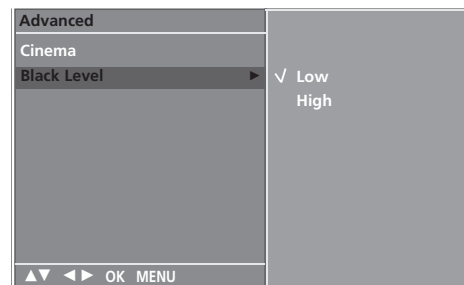 Advanced
Cinema
Black Level ►
√ Low
High
▲▼ ◄► OK MENU